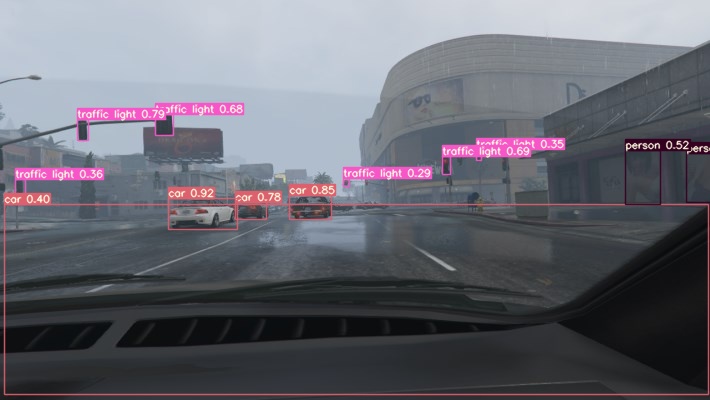 traffic light 0.79
traffic light 0.68
traffic light 0.35
traffic light 0.69
person 0.52
traffic light 0.36
traffic light 0.29
car 0.92
car 0.78
car 0.85
car 0.40